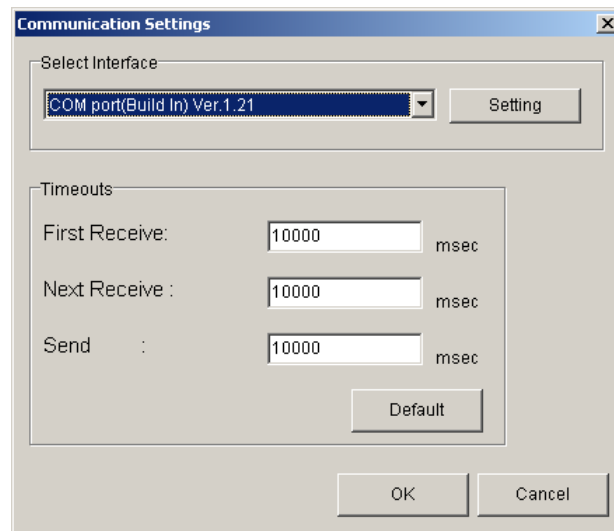 Communication Settings
Select Interface
COM port(Build In) Ver.1.21
Setting
Timeouts
First Receive: 10000 msec
Next Receive : 10000 msec
Send : 10000 msec
Default
OK Cancel